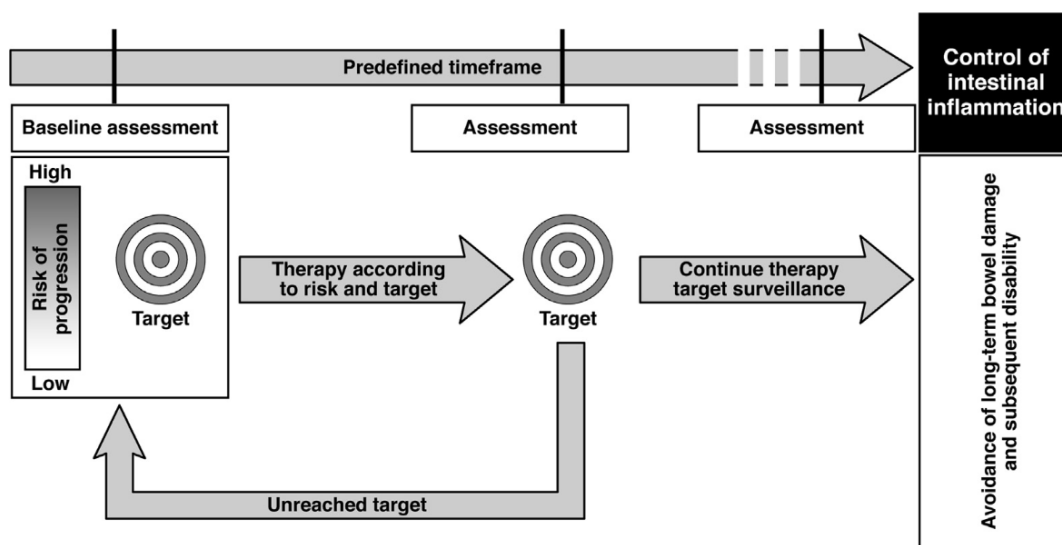 Predefined timeframe
Control of
intestinal
inflammation
Baseline assessment
Assessment
Assessment
High
Risk of
progression
Low
Target
Therapy according
to risk and target
Target
Continue therapy
target surveillance
Unreached target
Avoidance of long-term bowel damage
and subsequent disability